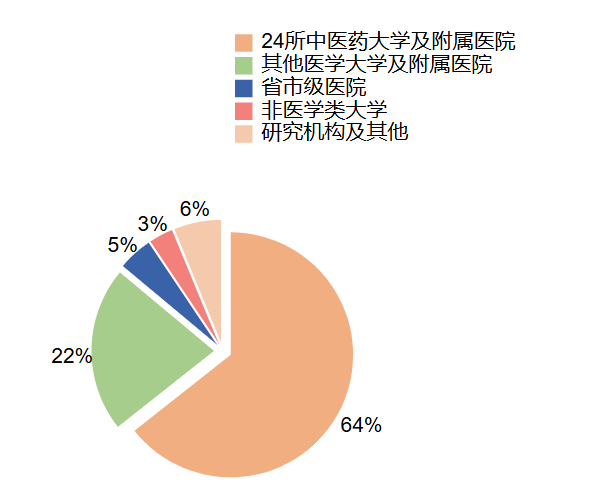 24所中医药大学及附属医院
其他医学大学及附属医院
省市级医院
非医学类大学
研究机构及其他
6%
3%
5%
22%
64%